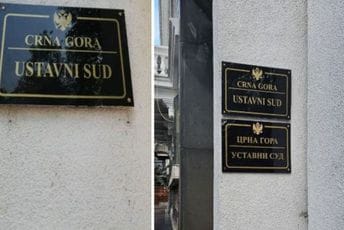 CRNA GORA
USTAVNI SUD
CRNA GORA
USTAVNI SUD
ЦРНА ГОРА
УСТАВНИ СУД